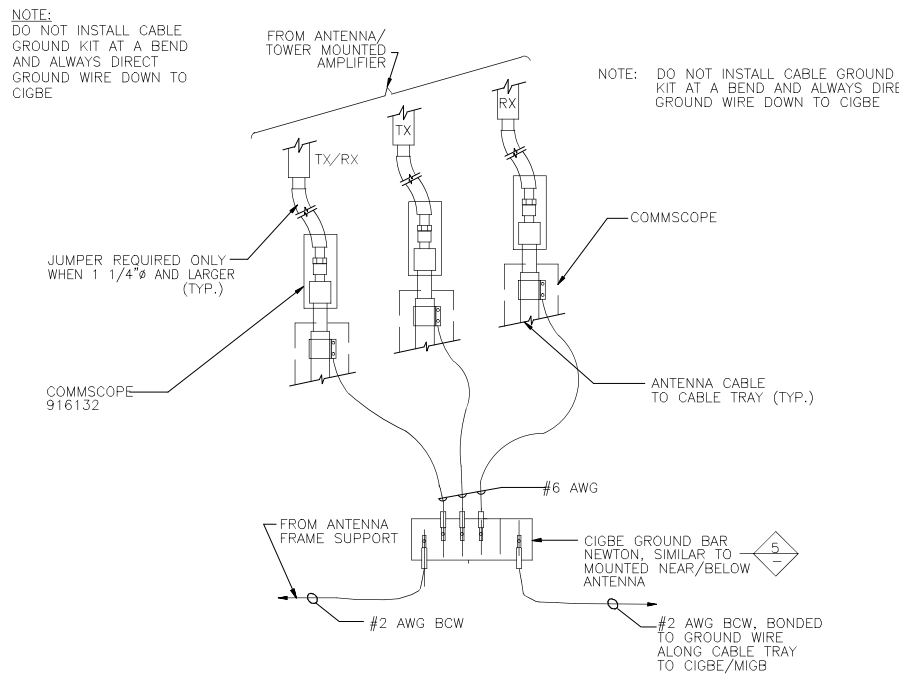 NOTE:
DO NOT INSTALL CABLE
GROUND KIT AT A BEND
AND ALWAYS DIRECT
GROUND WIRE DOWN TO
CIGBE
FROM ANTENNA/
TOWER MOUNTED
AMPLIFIER
NOTE: DO NOT INSTALL CABLE GROUND
KIT AT A BEND AND ALWAYS DIRE
GROUND WIRE DOWN TO CIGBE
RX
TX
TX/RX
COMMSCOPE
JUMPER REQUIRED ONLY
WHEN 1 1/4"ø AND LARGER
(TYP.)
COMMSCOPE
916132
ANTENNA CABLE
TO CABLE TRAY (TYP.)
#6 AWG
FROM ANTENNA
FRAME SUPPORT
CIGBE GROUND BAR
NEWTON, SIMILAR TO
MOUNTED NEAR/BELOW
ANTENNA
5
–
#2 AWG BCW
#2 AWG BCW, BONDED
TO GROUND WIRE
ALONG CABLE TRAY
TO CIGBE/MIGB